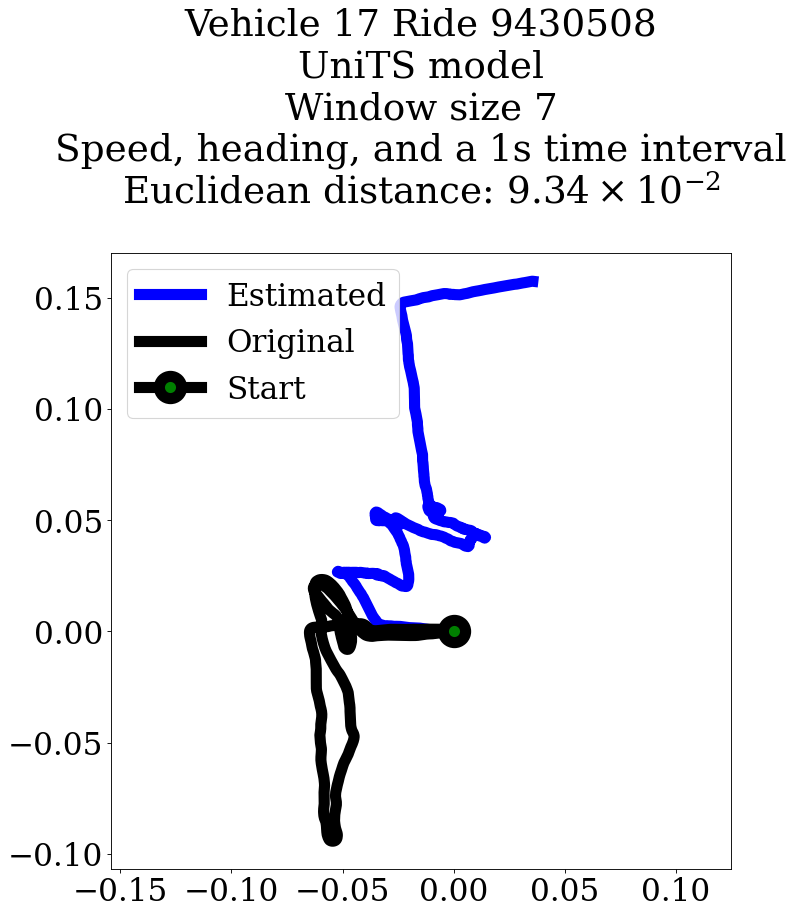 Vehicle 17 Ride 9430508
UniTS model
Window size 7
Speed, heading, and a 1s time interval
Euclidean distance: 9.34 × 10⁻²
Estimated
Original
Start
0.15
0.10
0.05
0.00
−0.05
−0.10
−0.15 −0.10 −0.05 0.00 0.05 0.10